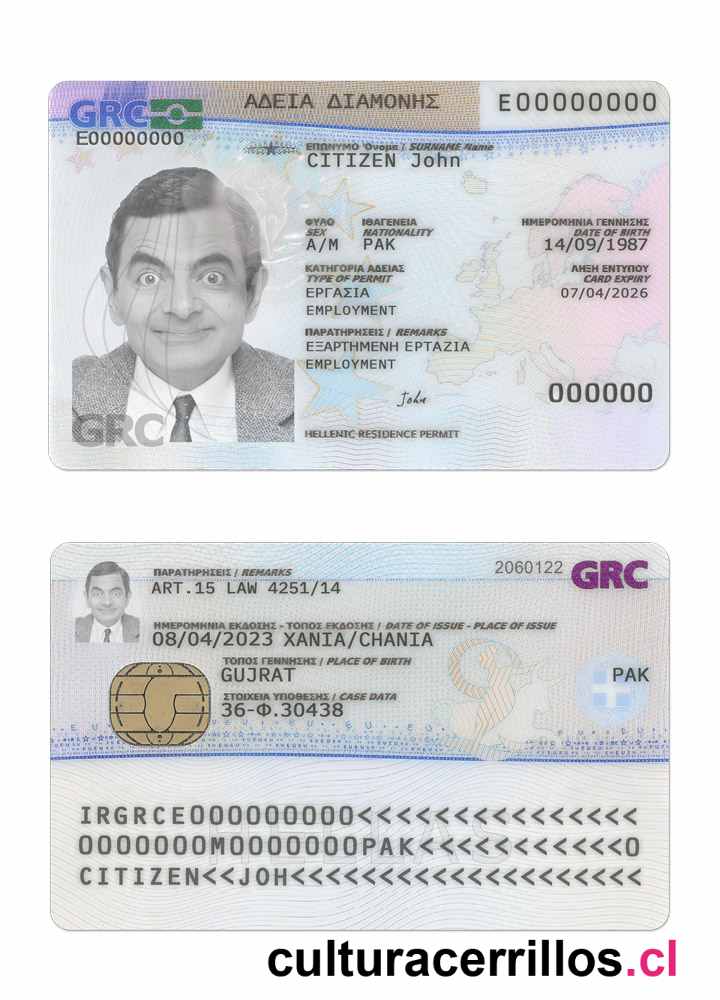 GRC
ΑΔΕΙΑ ΔΙΑΜΟΝΗΣ
E00000000
E00000000
ΕΠΩΝΥΜΟ Όνομα / SURNAME Name
CITIZEN John
ΦΥΛΟ ΙΘΑΓΕΝΕΙΑ ΗΜΕΡΟΜΗΝΙΑ ΓΕΝΝΗΣΗΣ
SEX NATIONALITY DATE OF BIRTH
A/M PAK 14/09/1987
ΚΑΤΗΓΟΡΙΑ ΑΔΕΙΑΣ ΛΗΞΗ ΕΝΤΥΠΟΥ
TYPE OF PERMIT CARD EXPIRY
ΕΡΓΑΣΙΑ 07/04/2026
EMPLOYMENT
ΠΑΡΑΤΗΡΗΣΕΙΣ / REMARKS
ΕΞΑΡΤΗΜΕΝΗ ΕΡΤΑΖΙΑ
EMPLOYMENT
John 000000
GRC
HELLENIC RESIDENCE PERMIT
ΠΑΡΑΤΗΡΗΣΕΙΣ / REMARKS 2060122 GRC
ART.15 LAW 4251/14
ΗΜΕΡΟΜΗΝΙΑ ΕΚΔΟΣΗΣ - ΤΟΠΟΣ ΕΚΔΟΣΗΣ / DATE OF ISSUE - PLACE OF ISSUE
08/04/2023 XANIA/CHANIA
ΤΟΠΟΣ ΓΕΝΝΗΣΗΣ / PLACE OF BIRTH
GUJRAT PAK
ΣΤΟΙΧΕΙΑ ΥΠΟΘΕΣΗΣ / CASE DATA
36-Φ.30438
IRGRCE000000000<<<<<<<<<<<<<<<
0000000M0000000PAK<<<<<<<<<<<0
HELLAS
CITIZEN<<JOH<<<<<<<<<<<<<<<<<<
culturacerrillos.cl